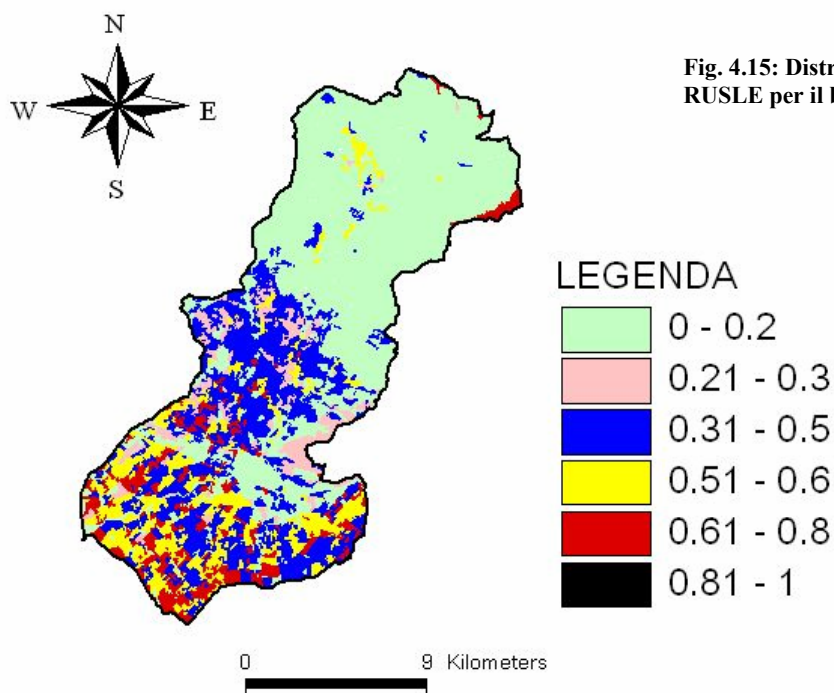 N
W E
S
Fig. 4.15: Distr
RUSLE per il
LEGENDA
0 - 0.2
0.21 - 0.3
0.31 - 0.5
0.51 - 0.6
0.61 - 0.8
0.81 - 1
0 9 Kilometers